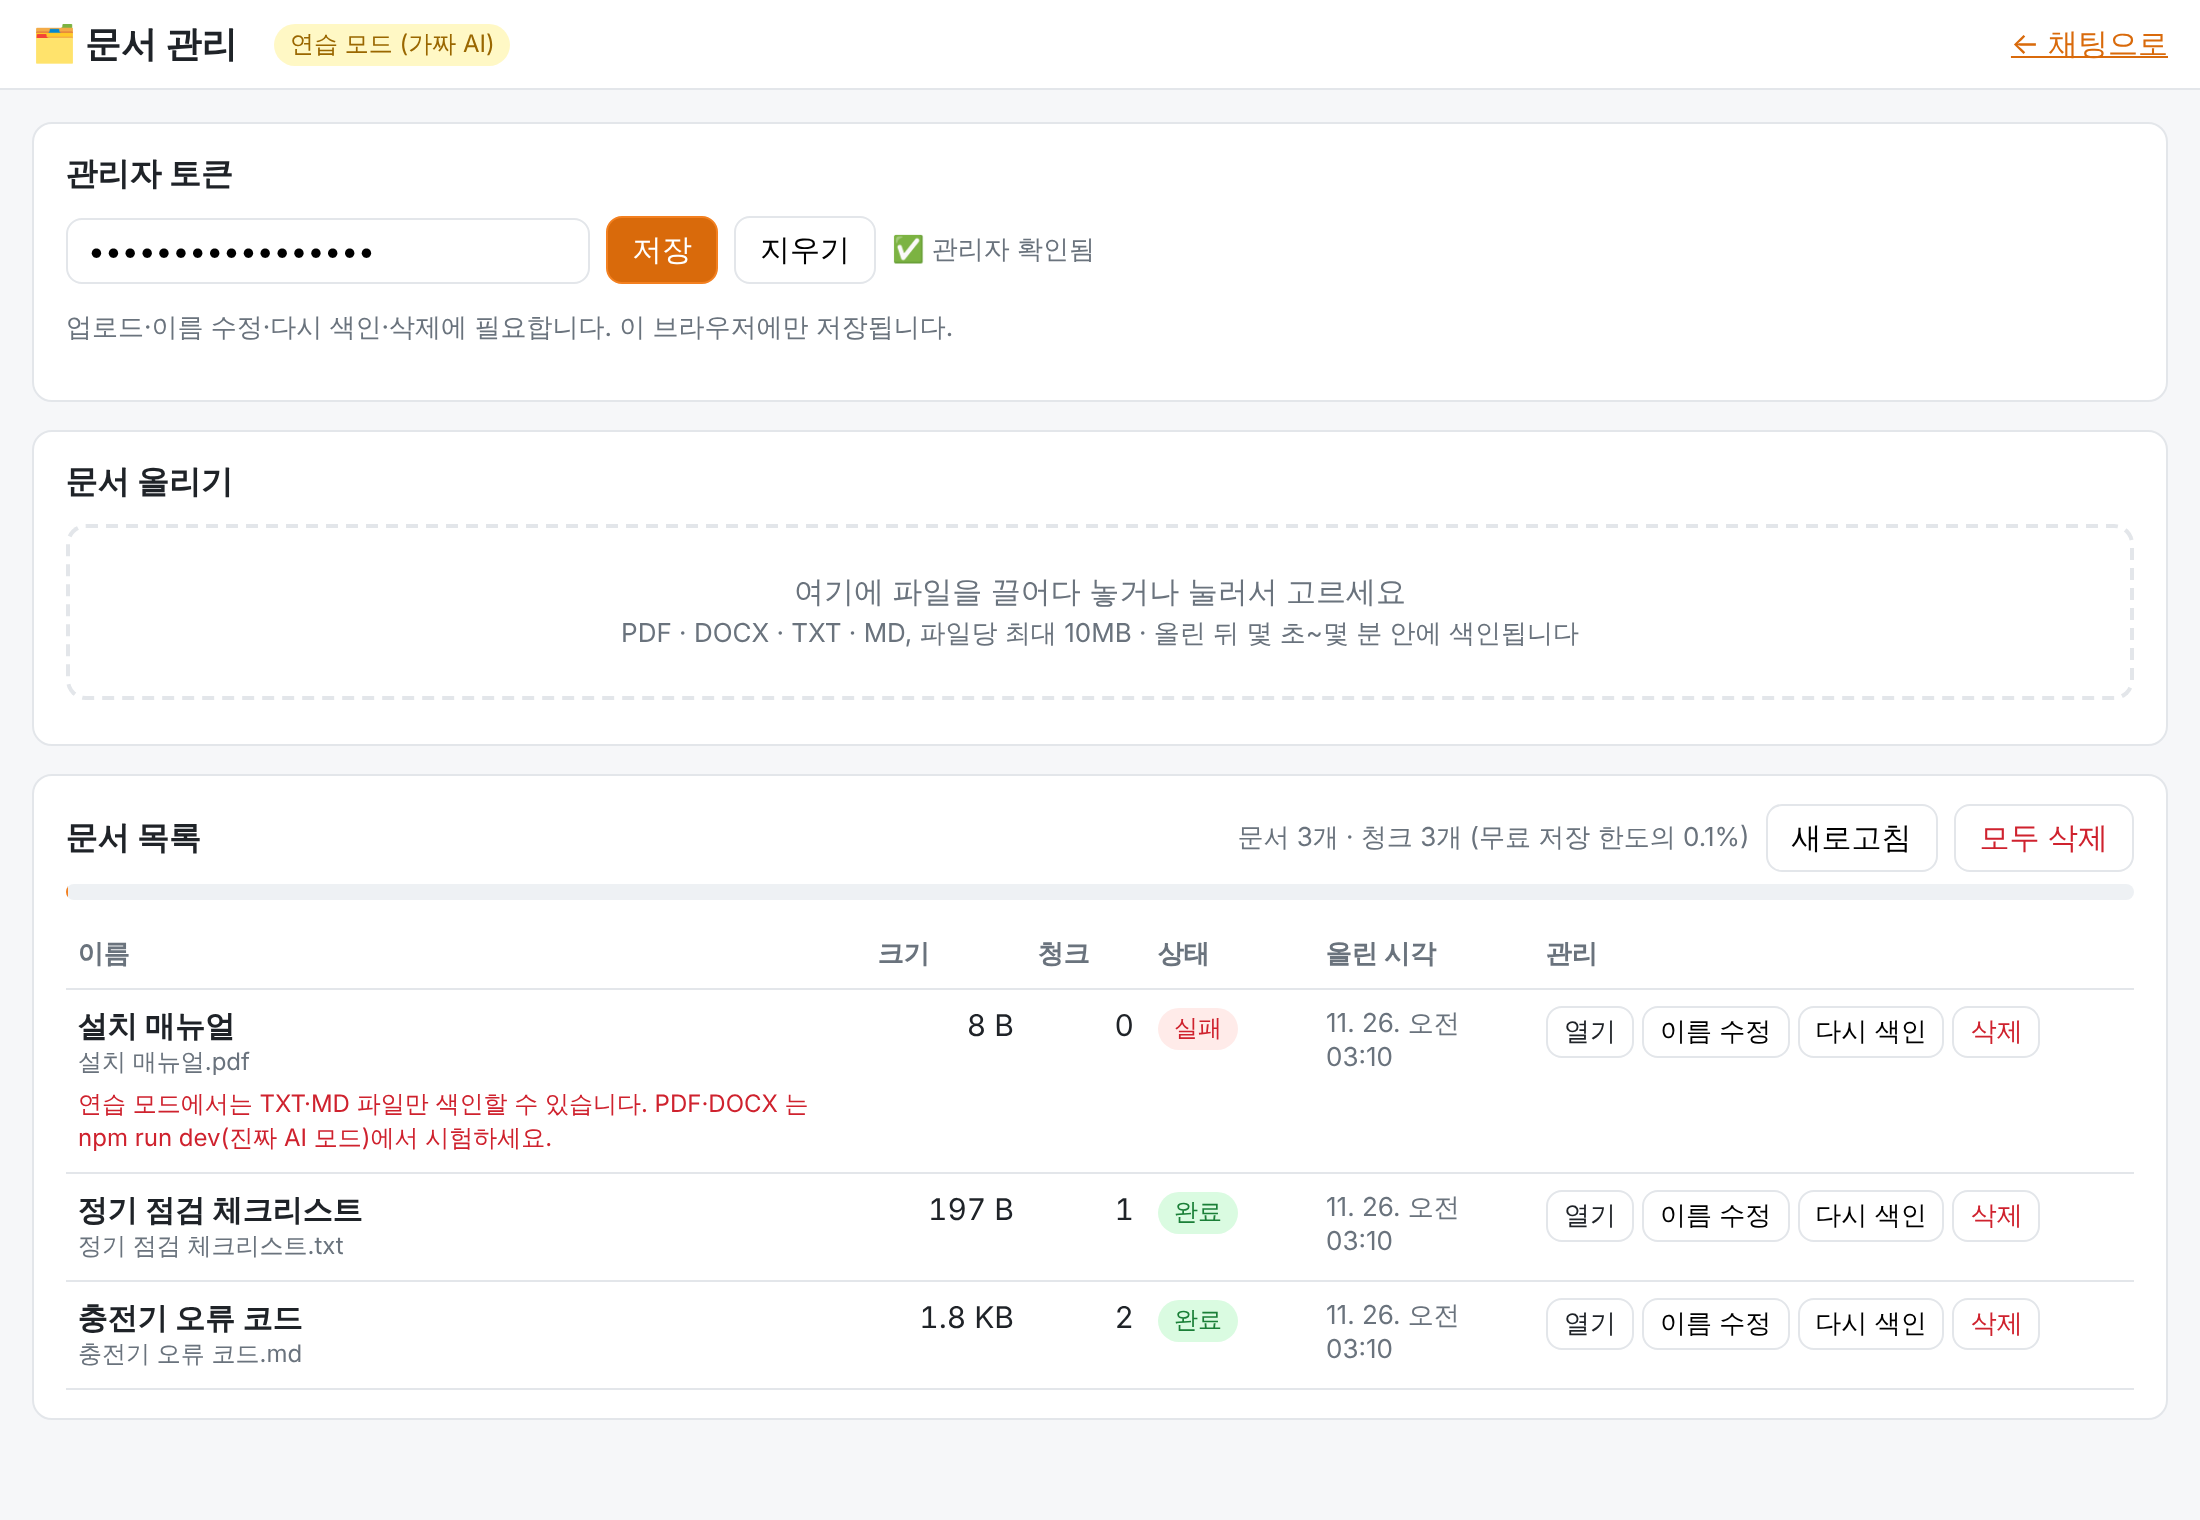 문서 관리 연습 모드 (가짜 AI) ← 채팅으로
관리자 토큰
저장 지우기 관리자 확인됨
업로드·이름 수정·다시 색인·삭제에 필요합니다. 이 브라우저에만 저장됩니다.
문서 올리기
여기에 파일을 끌어다 놓거나 눌러서 고르세요
PDF · DOCX · TXT · MD, 파일당 최대 10MB · 올린 뒤 몇 초~몇 분 안에 색인됩니다
문서 목록 문서 3개 · 청크 3개 (무료 저장 한도의 0.1%) 새로고침 모두 삭제
이름 크기 청크 상태 올린 시각 관리
설치 매뉴얼 8 B 0 실패 11. 26. 오전 03:10 열기 이름 수정 다시 색인 삭제
설치 매뉴얼.pdf
연습 모드에서는 TXT·MD 파일만 색인할 수 있습니다. PDF·DOCX 는
npm run dev(진짜 AI 모드)에서 시험하세요.
정기 점검 체크리스트 197 B 1 완료 11. 26. 오전 03:10 열기 이름 수정 다시 색인 삭제
정기 점검 체크리스트.txt
충전기 오류 코드 1.8 KB 2 완료 11. 26. 오전 03:10 열기 이름 수정 다시 색인 삭제
충전기 오류 코드.md